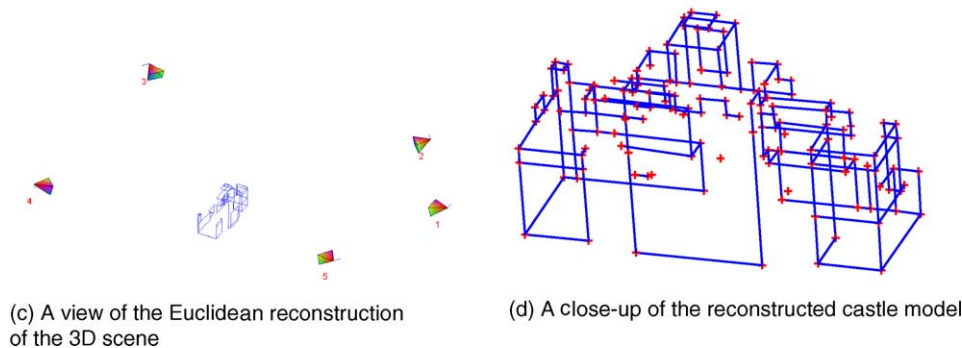 3
2
4
1
5
(c) A view of the Euclidean reconstruction
of the 3D scene
(d) A close-up of the reconstructed castle model